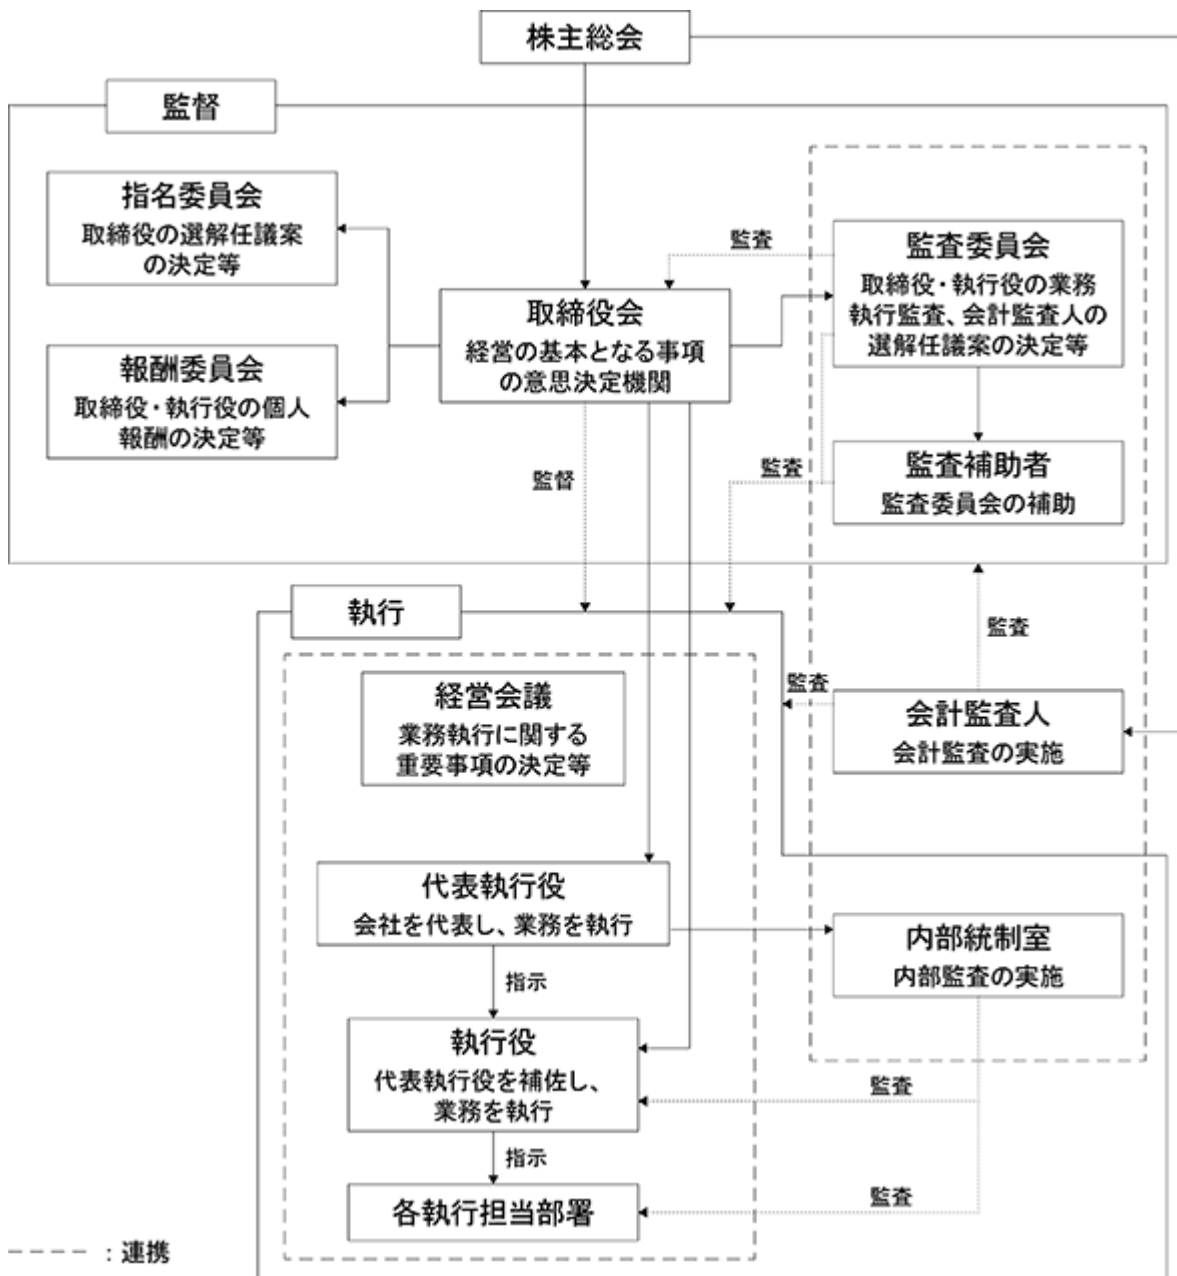 株主総会
監督
指名委員会
取締役の選解任議案
の決定等
報酬委員会
取締役・執行役の個人
報酬の決定等
取締役会
経営の基本となる事項
の意思決定機関
監査
監査委員会
取締役・執行役の業務
執行監査、会計監査人の
選解任議案の決定等
監査補助者
監査委員会の補助
監査
監督
執行
監査
監査
会計監査人
会計監査の実施
経営会議
業務執行に関する
重要事項の決定等
代表執行役
会社を代表し、業務を執行
指示
内部統制室
内部監査の実施
執行役
代表執行役を補佐し、
業務を執行
監査
指示
各執行担当部署
監査
：連携